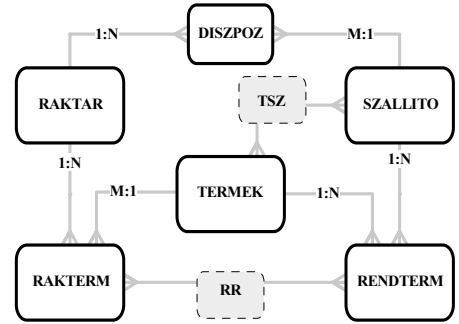 1:N
DISZPOZ
M:1
RAKTAR
TSZ
SZALLITO
1:N
1:N
M:1
TERMEK
1:N
RAKTERM
RR
RENDTERM